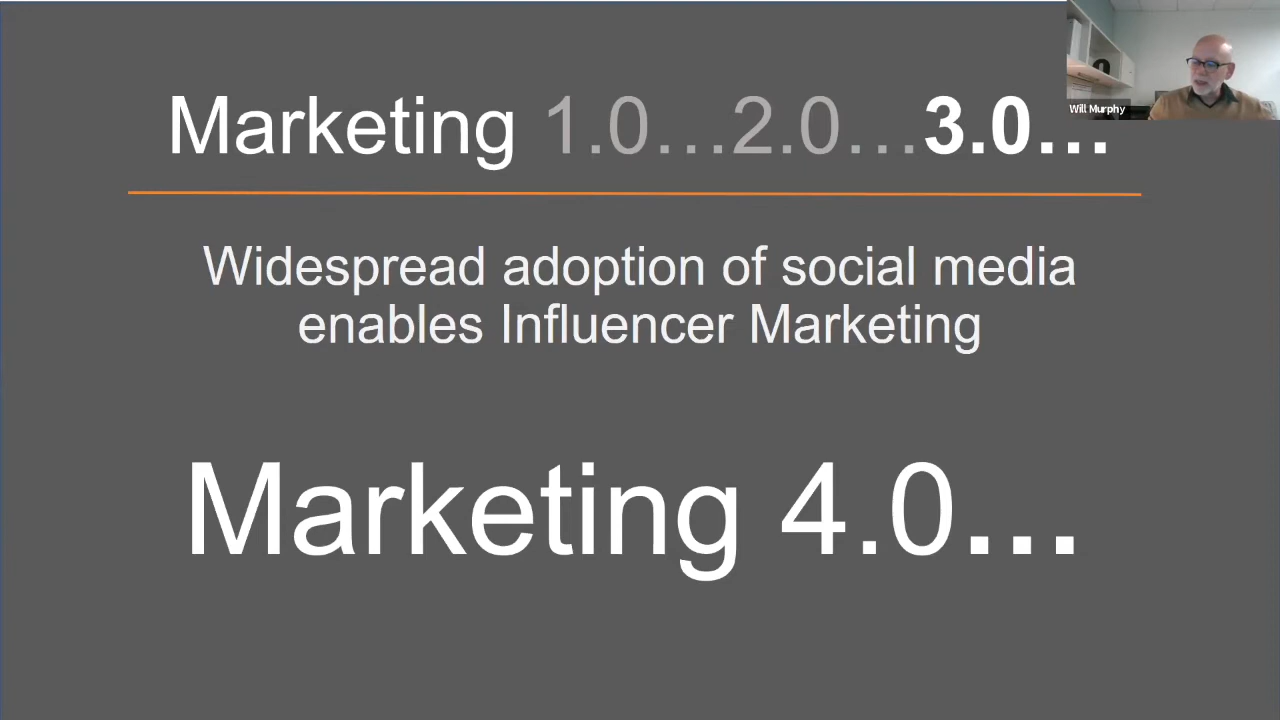 Marketing 1.0…2.0…3.0…
Will Murphy
Widespread adoption of social media
enables Influencer Marketing
Marketing 4.0…